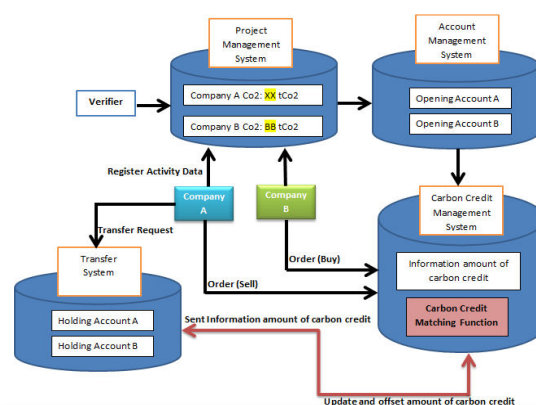 Project
Management
System
Account
Management
System
Verifier
Company A Co2: XX tCo2
Company B Co2: BB tCo2
Opening Account A
Opening Account B
Register Activity Data
Company
A
Company
B
Transfer Request
Carbon Credit
Management
System
Transfer
System
Order (Buy)
Order (Sell)
Information amount of
carbon credit
Holding Account A
Holding Account B
Sent Information amount of carbon credit
Carbon Credit
Matching Function
Update and offset amount of carbon credit